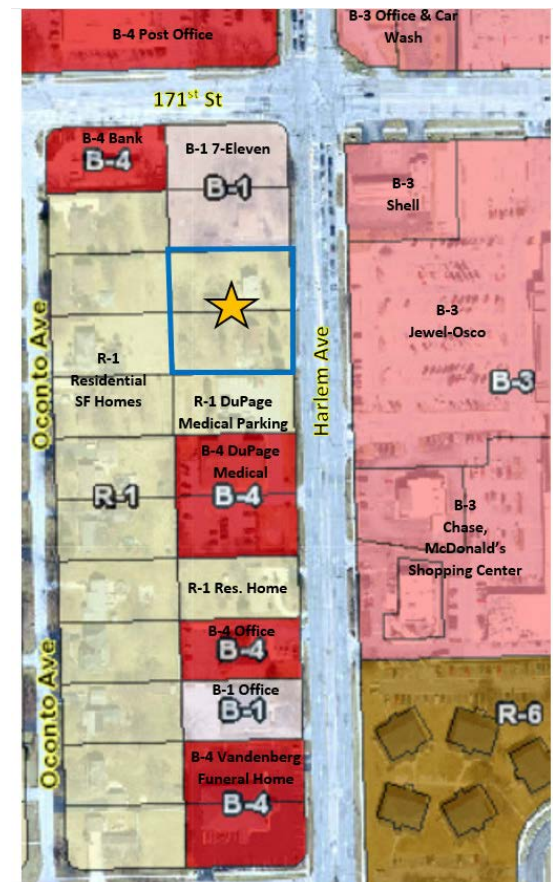 B-3 Office & Car
Wash
B-4 Post Office
171st St
B-4 Bank
B-4
B-1 7-Eleven
B-1
B-3
Shell
B-3
Jewel-Osco
B-3
Oconto Ave
Harlem Ave
R-1
Residential
SF Homes
R-1 DuPage
Medical Parking
B-4 DuPage
Medical
B-4
R-1
B-3
Chase,
McDonald's
Shopping Center
R-1 Res. Home
B-4 Office
B-4
Oconto Ave
B-1 Office
B-1
R-6
B-4 Vandenberg
Funeral Home
B-4